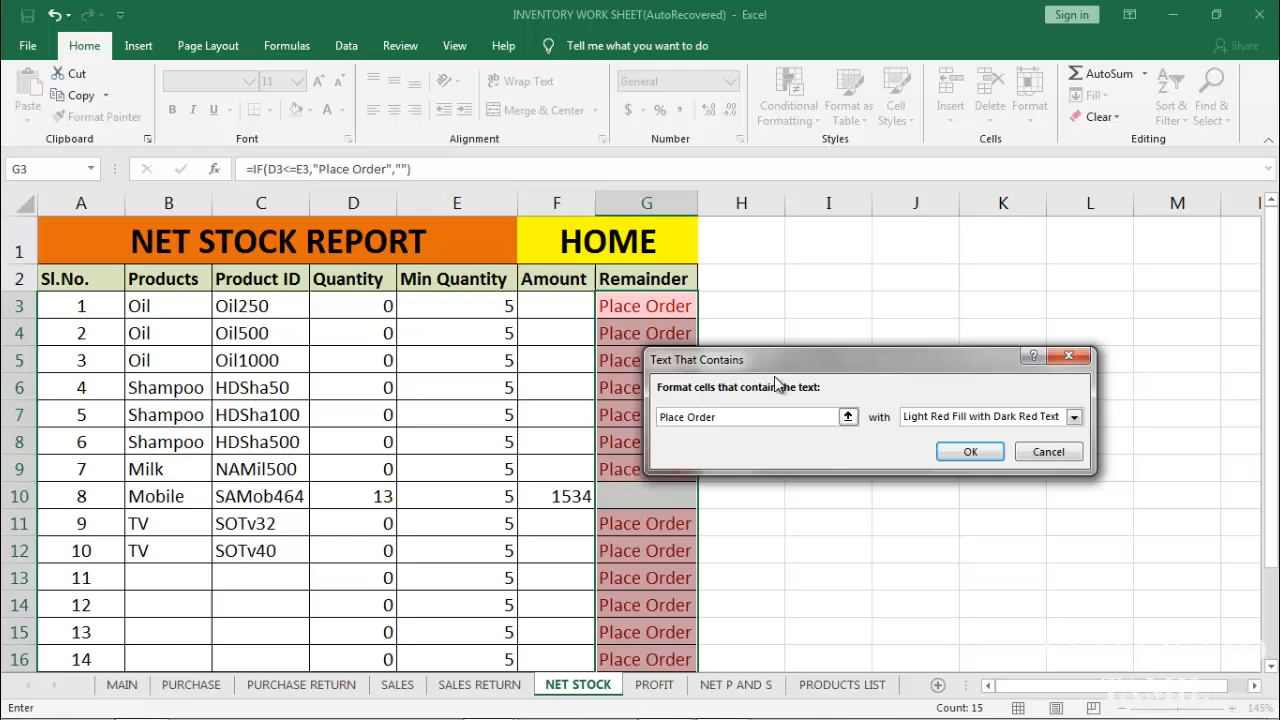 INVENTORY WORK SHEET(AutoRecovered) - Excel
Sign in
File Home Insert Page Layout Formulas Data Review View Help Tell me what you want to do Share
Paste
Cut
Copy
Format Painter
11
Wrap Text
Merge & Center
General
Conditional Formatting
Format as Table
Cell Styles
Insert
Delete
Format
AutoSum
Fill
Clear
Sort & Filter
Find & Select
Clipboard Font Alignment Number Styles Cells Editing
G3 =IF(D3<=E3,"Place Order","")
A B C D E F G H I J K L M
1 NET STOCK REPORT HOME
2 Sl.No. Products Product ID Quantity Min Quantity Amount Remainder
3 1 Oil Oil250 0 5 Place Order
4 2 Oil Oil500 0 5 Place Order
5 3 Oil Oil1000 0 5
6 4 Shampoo HDSha50 0 5
7 5 Shampoo HDSha100 0 5
8 6 Shampoo HDSha500 0 5
9 7 Milk NAMil500 0 5
10 8 Mobile SAMob464 13 5 1534
11 9 TV SOTv32 0 5 Place Order
12 10 TV SOTv40 0 5 Place Order
13 11 0 5 Place Order
14 12 0 5 Place Order
15 13 0 5 Place Order
16 14 0 5 Place Order
Text That Contains
Format cells that contain the text:
Place Order with Light Red Fill with Dark Red Text
OK Cancel
MAIN PURCHASE PURCHASE RETURN SALES SALES RETURN NET STOCK PROFIT NET P AND S PRODUCTS LIST
Enter Count: 15 145%